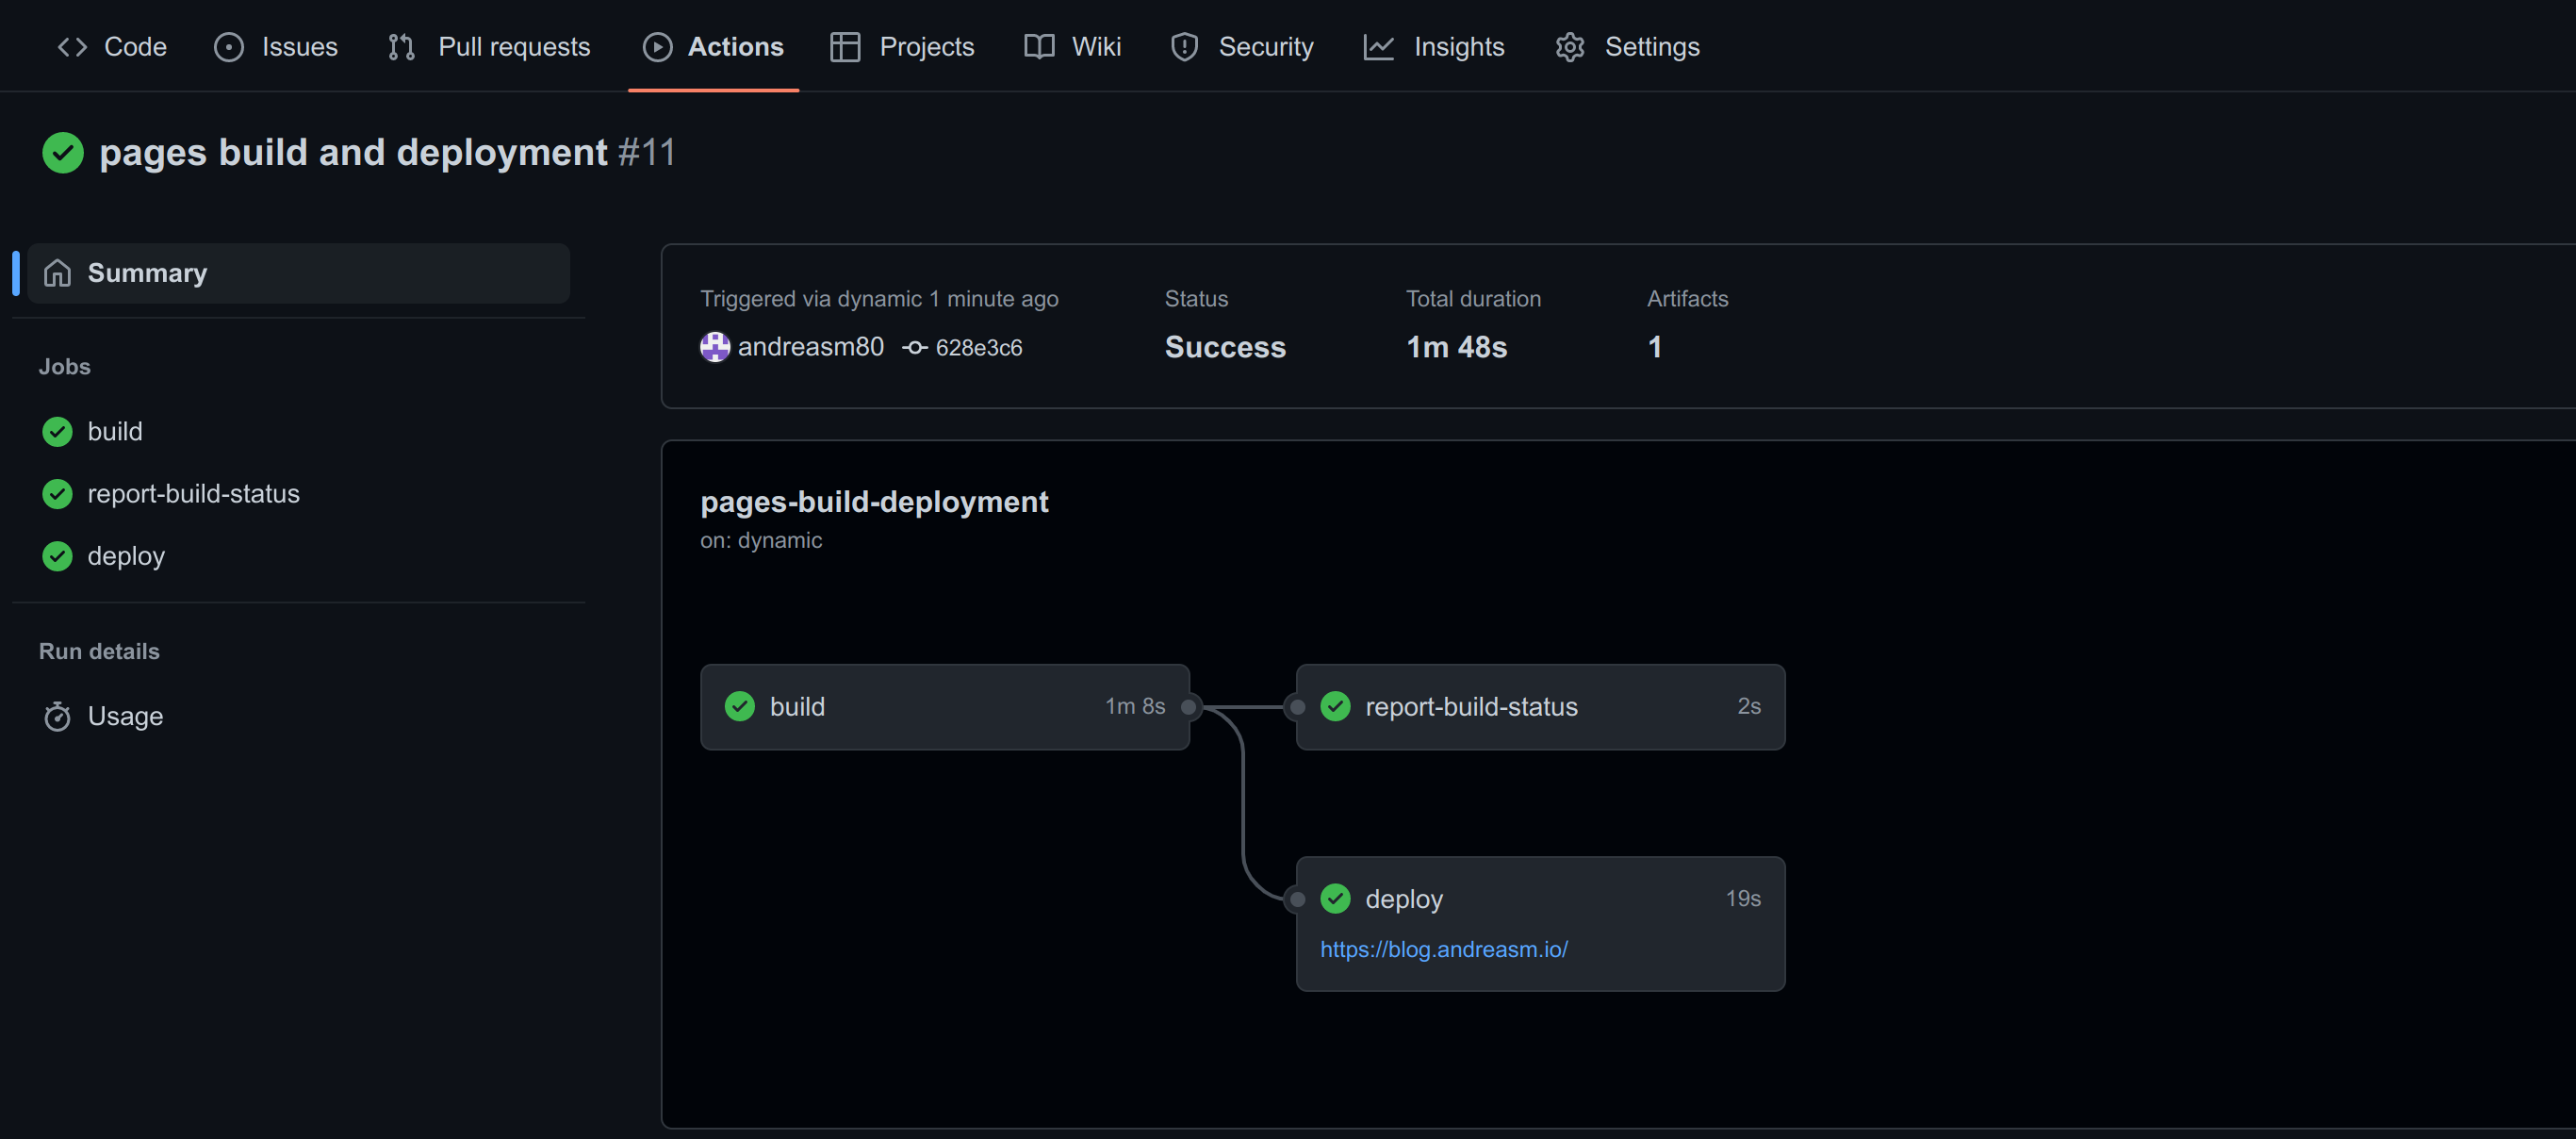 Code Issues Pull requests Actions Projects Wiki Security Insights Settings
pages build and deployment #11
Summary
Jobs
build
report-build-status
deploy
Run details
Usage
Triggered via dynamic 1 minute ago
andreasm80 628e3c6
Status
Success
Total duration
1m 48s
Artifacts
1
pages-build-deployment
on: dynamic
build 1m 8s
report-build-status 2s
deploy 19s
https://blog.andreasm.io/